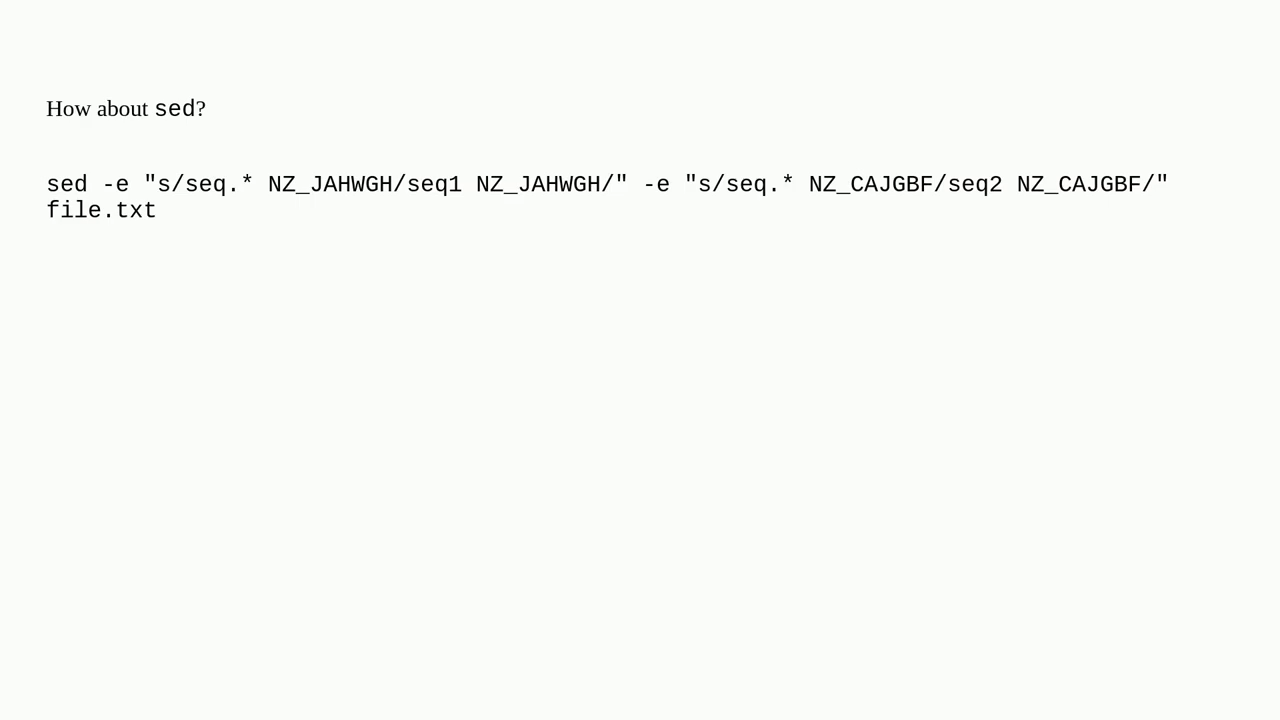 How about sed?
sed -e "s/seq.* NZ_JAHWGH/seq1 NZ_JAHWGH/" -e "s/seq.* NZ_CAJGBF/seq2 NZ_CAJGBF/"
file.txt